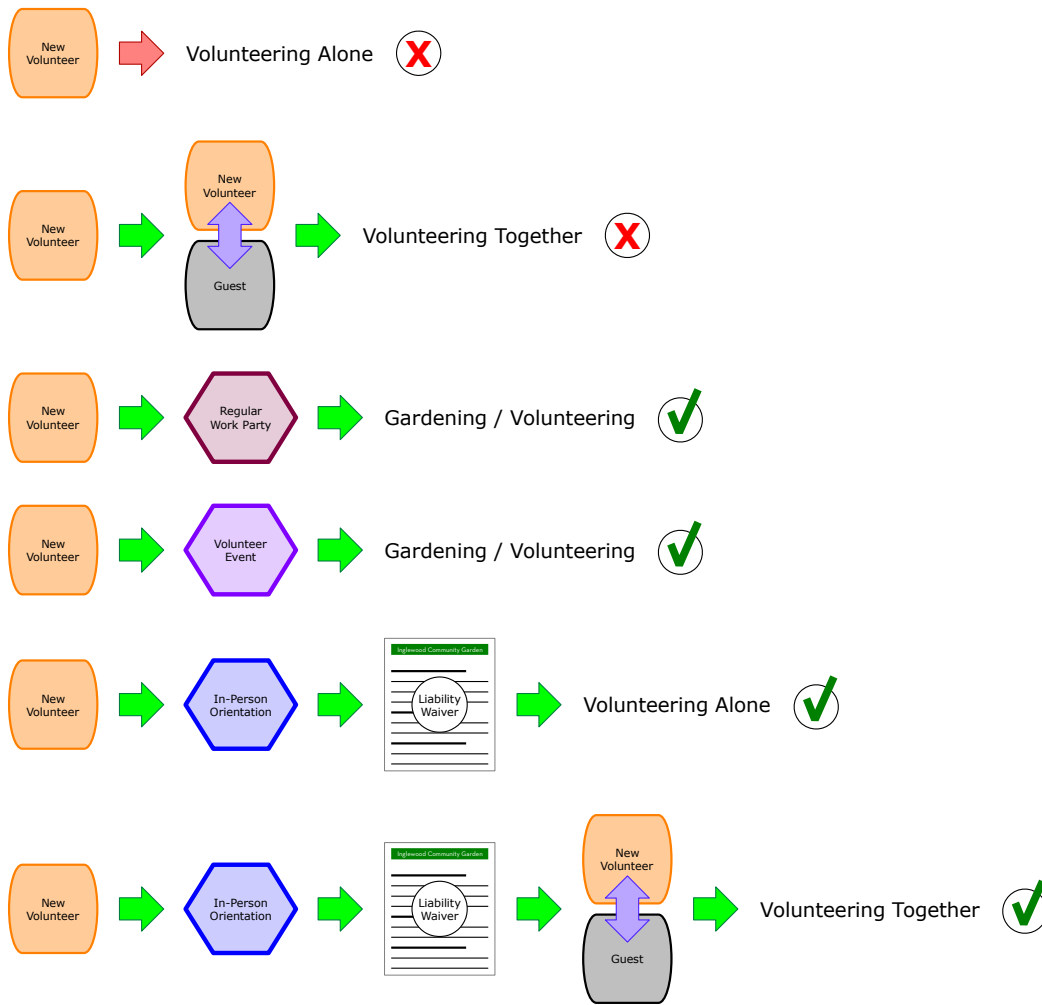 New
Volunteer
Volunteering Alone
X
New
Volunteer
New
Volunteer
Guest
Volunteering Together
X
New
Volunteer
Regular
Work Party
Gardening / Volunteering
New
Volunteer
Volunteer
Event
Gardening / Volunteering
New
Volunteer
In-Person
Orientation
Inglewood Community Garden
Liability
Waiver
Volunteering Alone
New
Volunteer
In-Person
Orientation
Inglewood Community Garden
Liability
Waiver
New
Volunteer
Guest
Volunteering Together